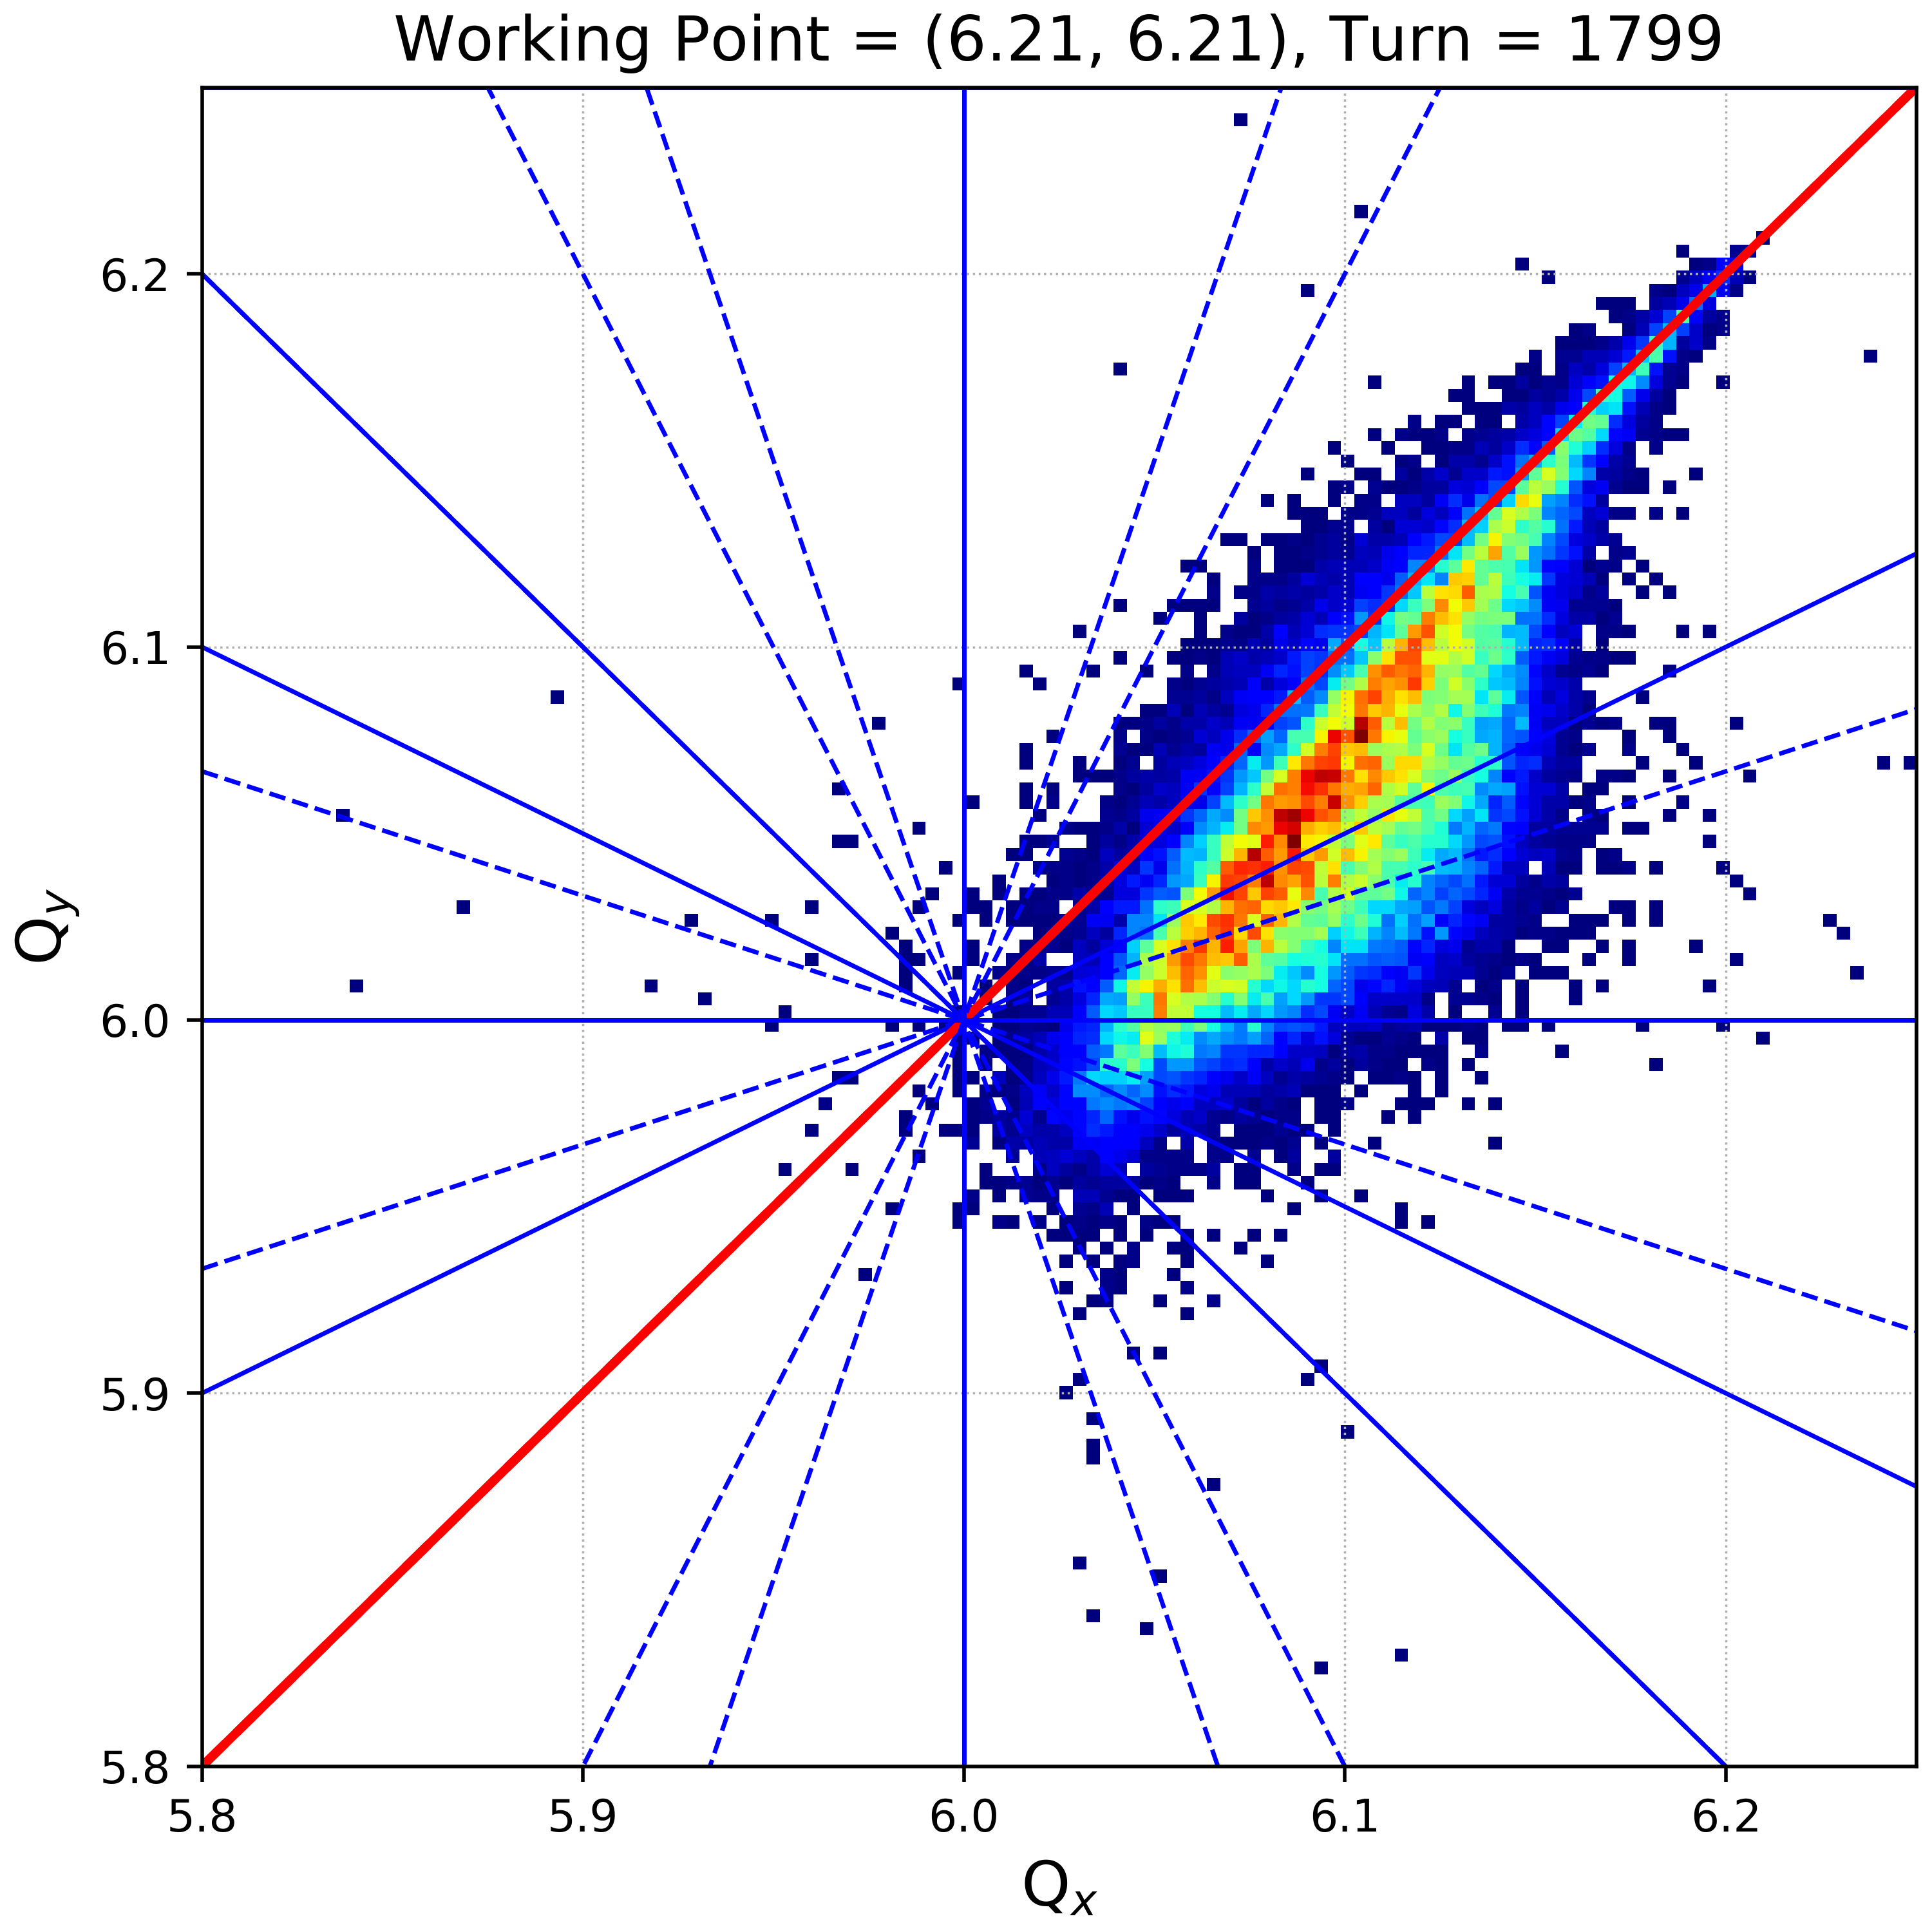 Working Point = (6.21, 6.21), Turn = 1799
6.2
6.1
6.0
5.9
5.8
Qy
5.8 5.9 6.0 6.1 6.2
Qx